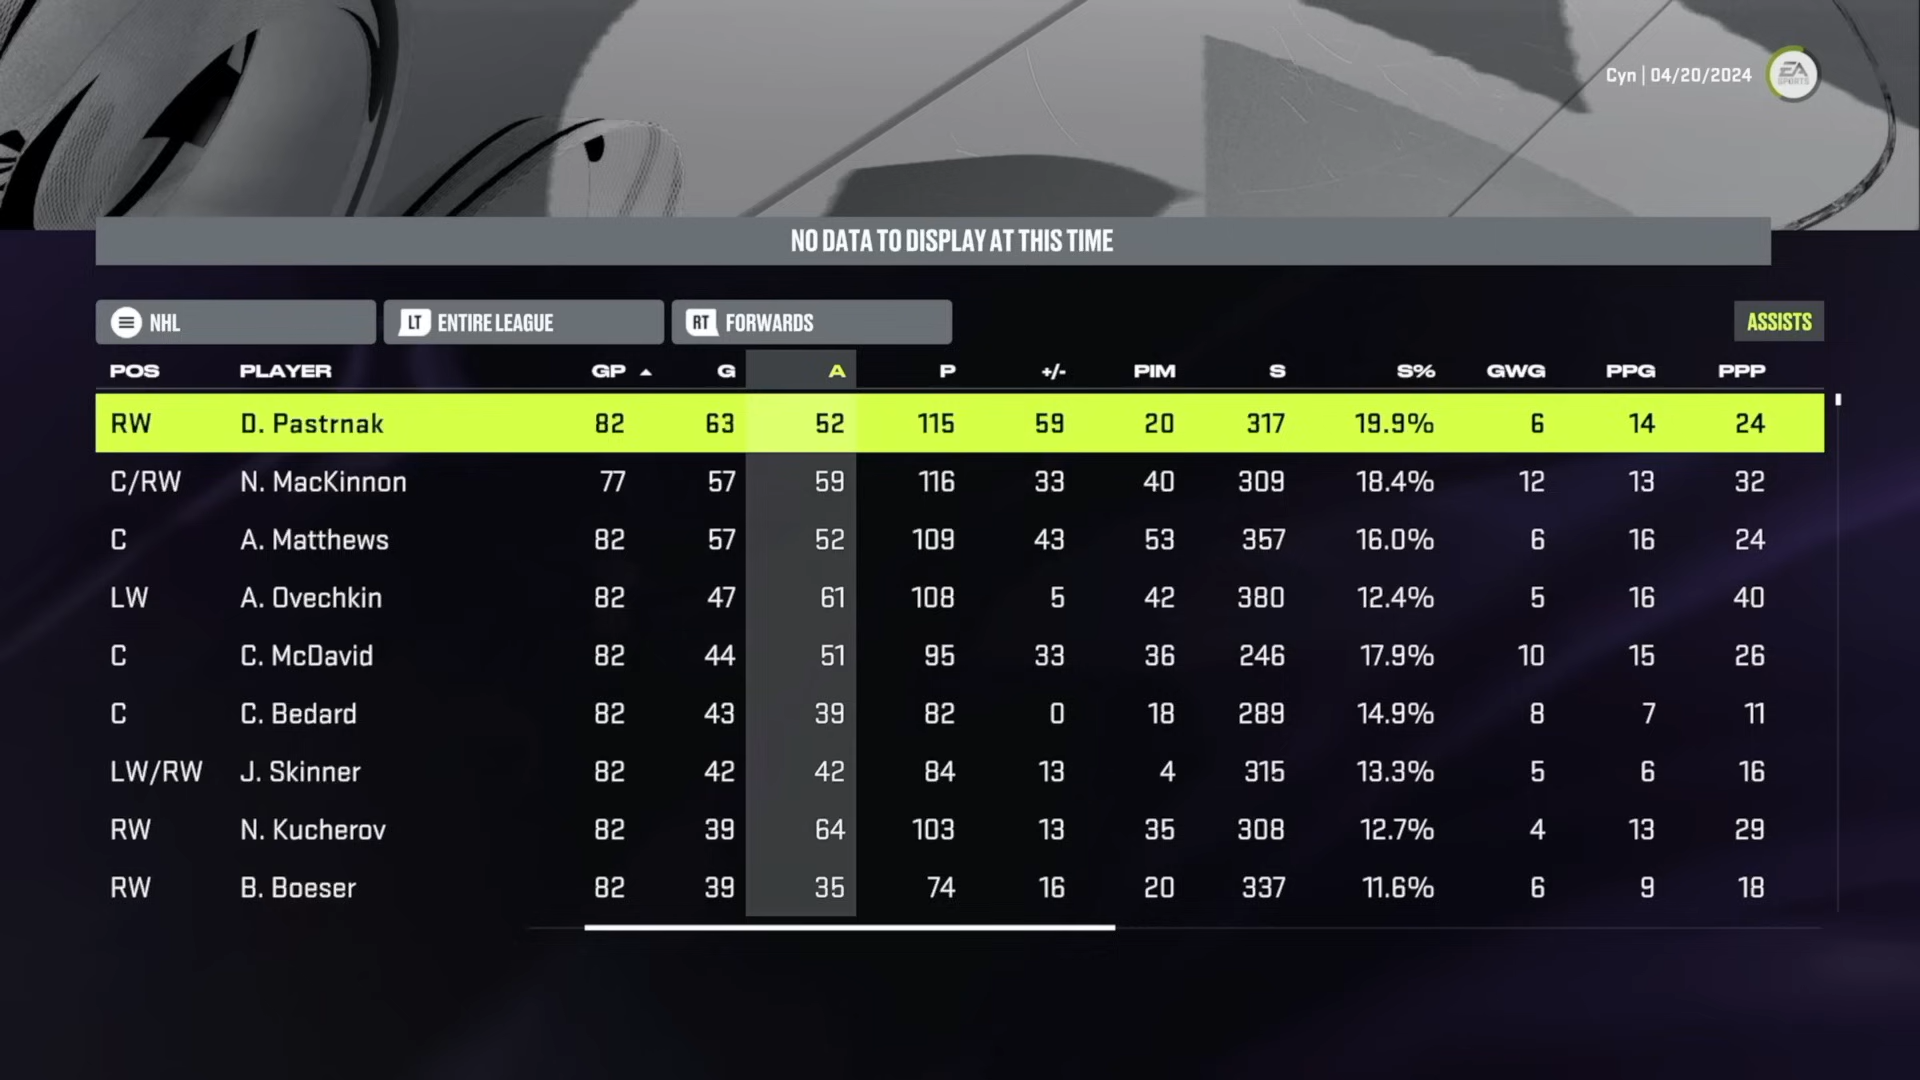 Cyn | 04/20/2024
EA SPORTS
NO DATA TO DISPLAY AT THIS TIME
NHL LT ENTIRE LEAGUE RT FORWARDS ASSISTS
POS PLAYER GP G A P +/- PIM S S% GWG PPG PPP
RW D. Pastrnak 82 63 52 115 59 20 317 19.9% 6 14 24
C/RW N. MacKinnon 77 57 59 116 33 40 309 18.4% 12 13 32
C A. Matthews 82 57 52 109 43 53 357 16.0% 6 16 24
LW A. Ovechkin 82 47 61 108 5 42 380 12.4% 5 16 40
C C. McDavid 82 44 51 95 33 36 246 17.9% 10 15 26
C C. Bedard 82 43 39 82 0 18 289 14.9% 8 7 11
LW/RW J. Skinner 82 42 42 84 13 4 315 13.3% 5 6 16
RW N. Kucherov 82 39 64 103 13 35 308 12.7% 4 13 29
RW B. Boeser 82 39 35 74 16 20 337 11.6% 6 9 18